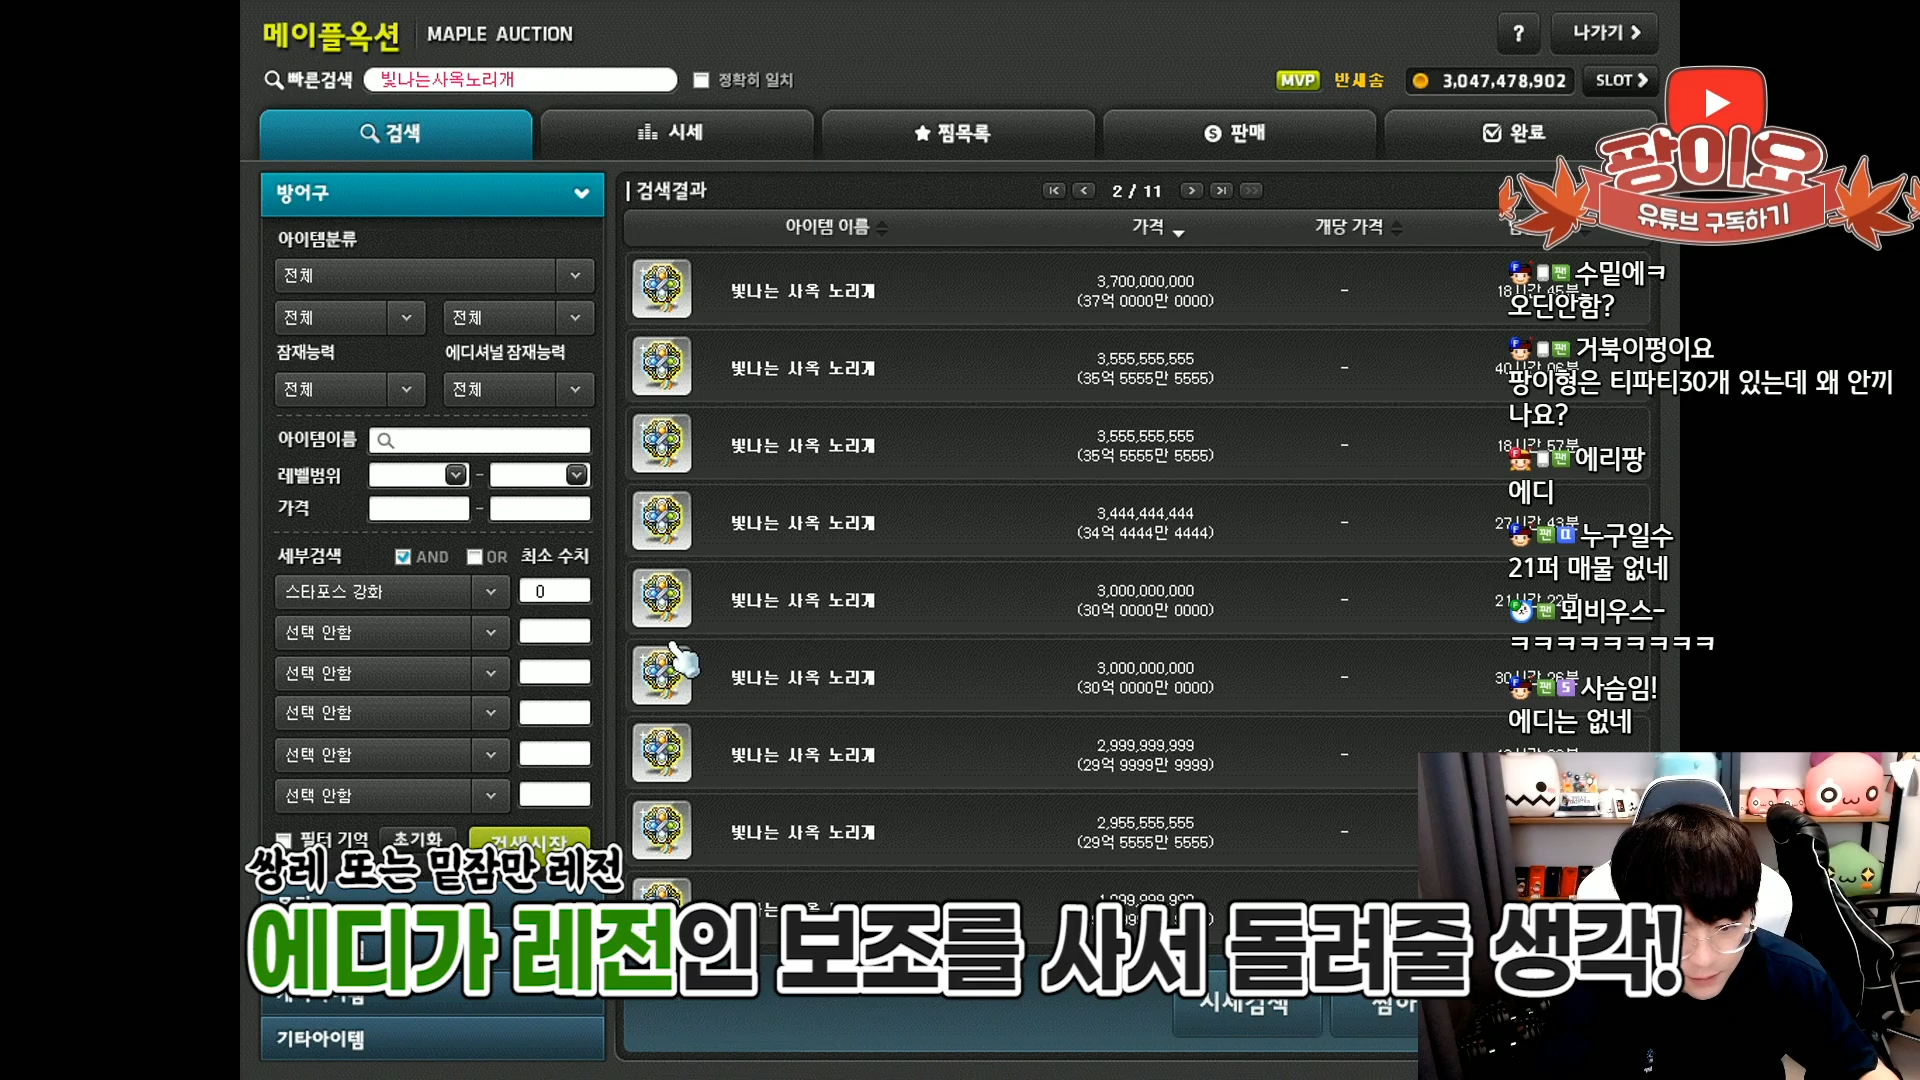 메이플옥션 MAPLE AUCTION
? 나가기
빠른검색 빛나는사옥노리개 정확히 일치
MVP 반세송 3,047,478,902 SLOT
검색 시세 찜목록 판매 완료
팡이요
유튜브 구독하기
방어구
아이템분류
전체
전체 전체
잠재능력 에디셔널 잠재능력
전체 전체
아이템이름
레벨범위 -
가격 -
세부검색 AND OR 최소 수치
스타포스 강화 0
선택 안함
선택 안함
선택 안함
선택 안함
선택 안함
필터 기억 초기화 검색시작
기타아이템
검색결과 2 / 11
아이템 이름 가격 개당 가격
빛나는 사옥 노리개 3,700,000,000 -
(37억 0000만 0000)
빛나는 사옥 노리개 3,555,555,555 -
(35억 5555만 5555)
빛나는 사옥 노리개 3,555,555,555 -
(35억 5555만 5555)
빛나는 사옥 노리개 3,444,444,444 -
(34억 4444만 4444)
빛나는 사옥 노리개 3,000,000,000 -
(30억 0000만 0000)
빛나는 사옥 노리개 3,000,000,000 -
(30억 0000만 0000)
빛나는 사옥 노리개 2,999,999,999 -
(29억 9999만 9999)
빛나는 사옥 노리개 2,955,555,555 -
(29억 5555만 5555)
시세검색
팬 수밑에ㅋ
오딘안함?
팬 거북이펑이요
팡이형은 티파티30개 있는데 왜 안끼
나요?
팬 에리팡
에디
팬 누구일수
21퍼 매물 없네
팬 뫼비우스-
ㅋㅋㅋㅋㅋㅋㅋㅋㅋ
팬 S 사슴임!
에디는 없네
쌍레 또는 밑잠만 레전
에디가 레전인 보조를 사서 돌려줄 생각!